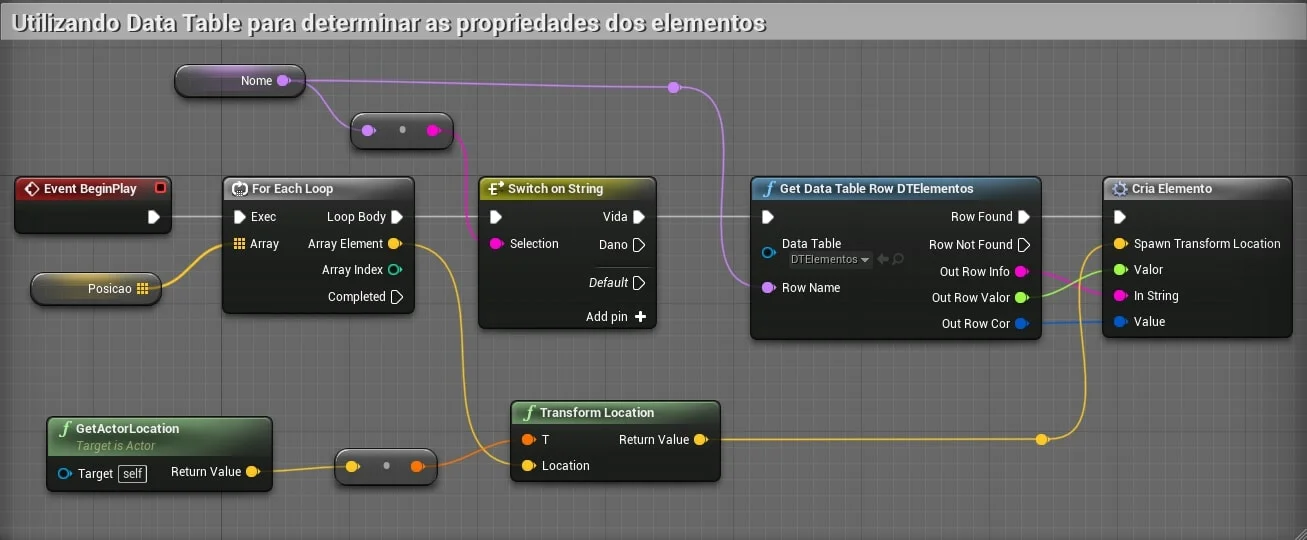 Utilizando Data Table para determinar as propriedades dos elementos
Nome
Event BeginPlay
For Each Loop
Exec
Loop Body
Array
Array Element
Array Index
Completed
Posicao
Switch on String
Vida
Selection
Dano
Default
Add pin
Get Data Table Row DTElementos
Row Found
Data Table
DTElementos
Row Not Found
Out Row Info
Row Name
Out Row Valor
Out Row Cor
Cria Elemento
Spawn Transform Location
Valor
In String
Value
GetActorLocation
Target is Actor
Target self
Return Value
Transform Location
T
Return Value
Location